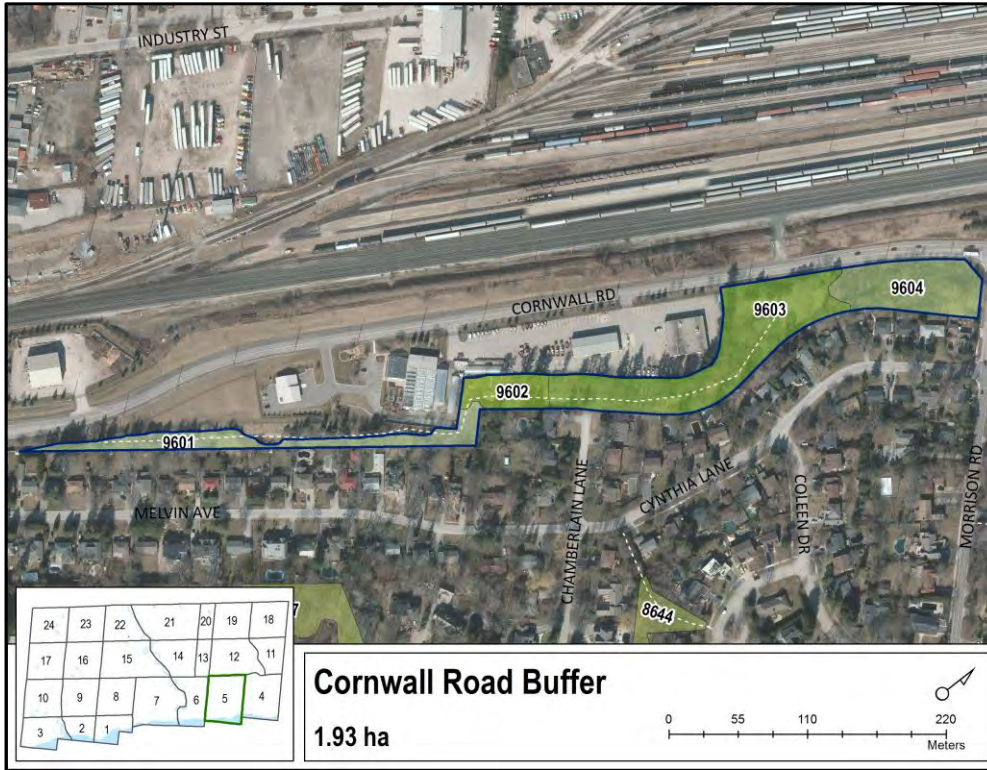 INDUSTRY ST
CORNWALL RD
9604
9603
9602
9601
MELVIN AVE
CHAMBERLAIN LANE
CYNTHIA LANE
COLEEN DR
MORRISON RD
8644
7
24 23 22 21 20 19 18
17 16 15 14 13 12 11
10 9 8 7 6 5 4
3 2 1
Cornwall Road Buffer
1.93 ha
0 55 110 220
Meters